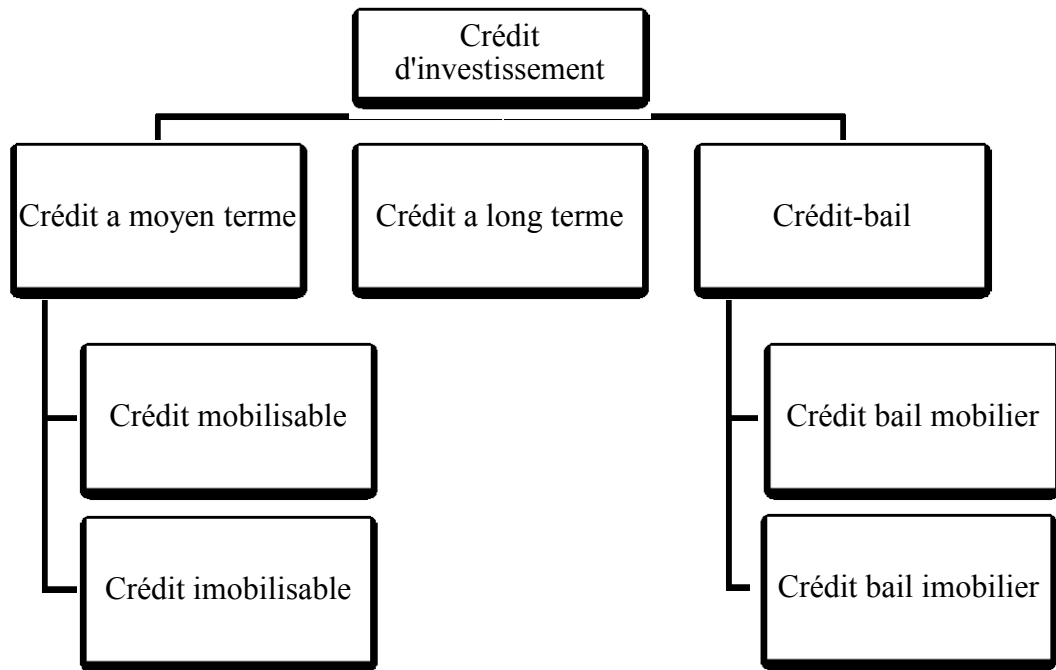 Crédit
d'investissement
Crédit a moyen terme
Crédit a long terme
Crédit-bail
Crédit mobilisable
Crédit bail mobilier
Crédit imobilisable
Crédit bail imobilier